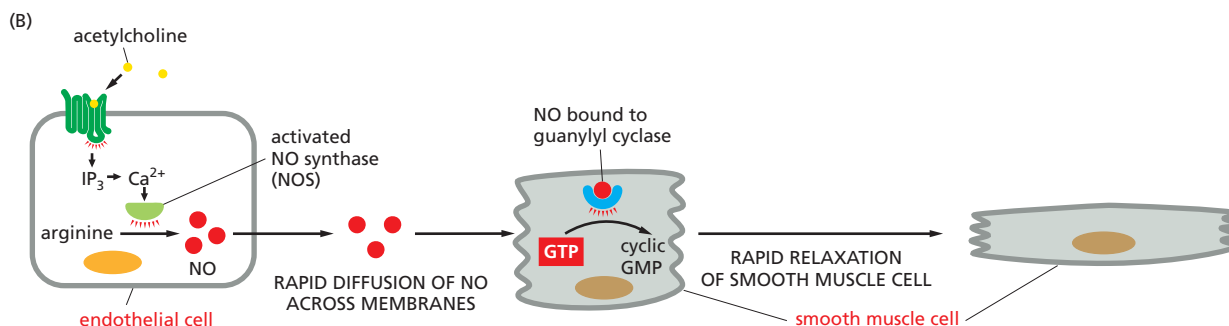 (B)
acetylcholine
activated
NO synthase
(NOS)
IP3
Ca2+
arginine
NO
endothelial cell
RAPID DIFFUSION OF NO
ACROSS MEMBRANES
NO bound to
guanylyl cyclase
GTP
cyclic
GMP
RAPID RELAXATION
OF SMOOTH MUSCLE CELL
smooth muscle cell